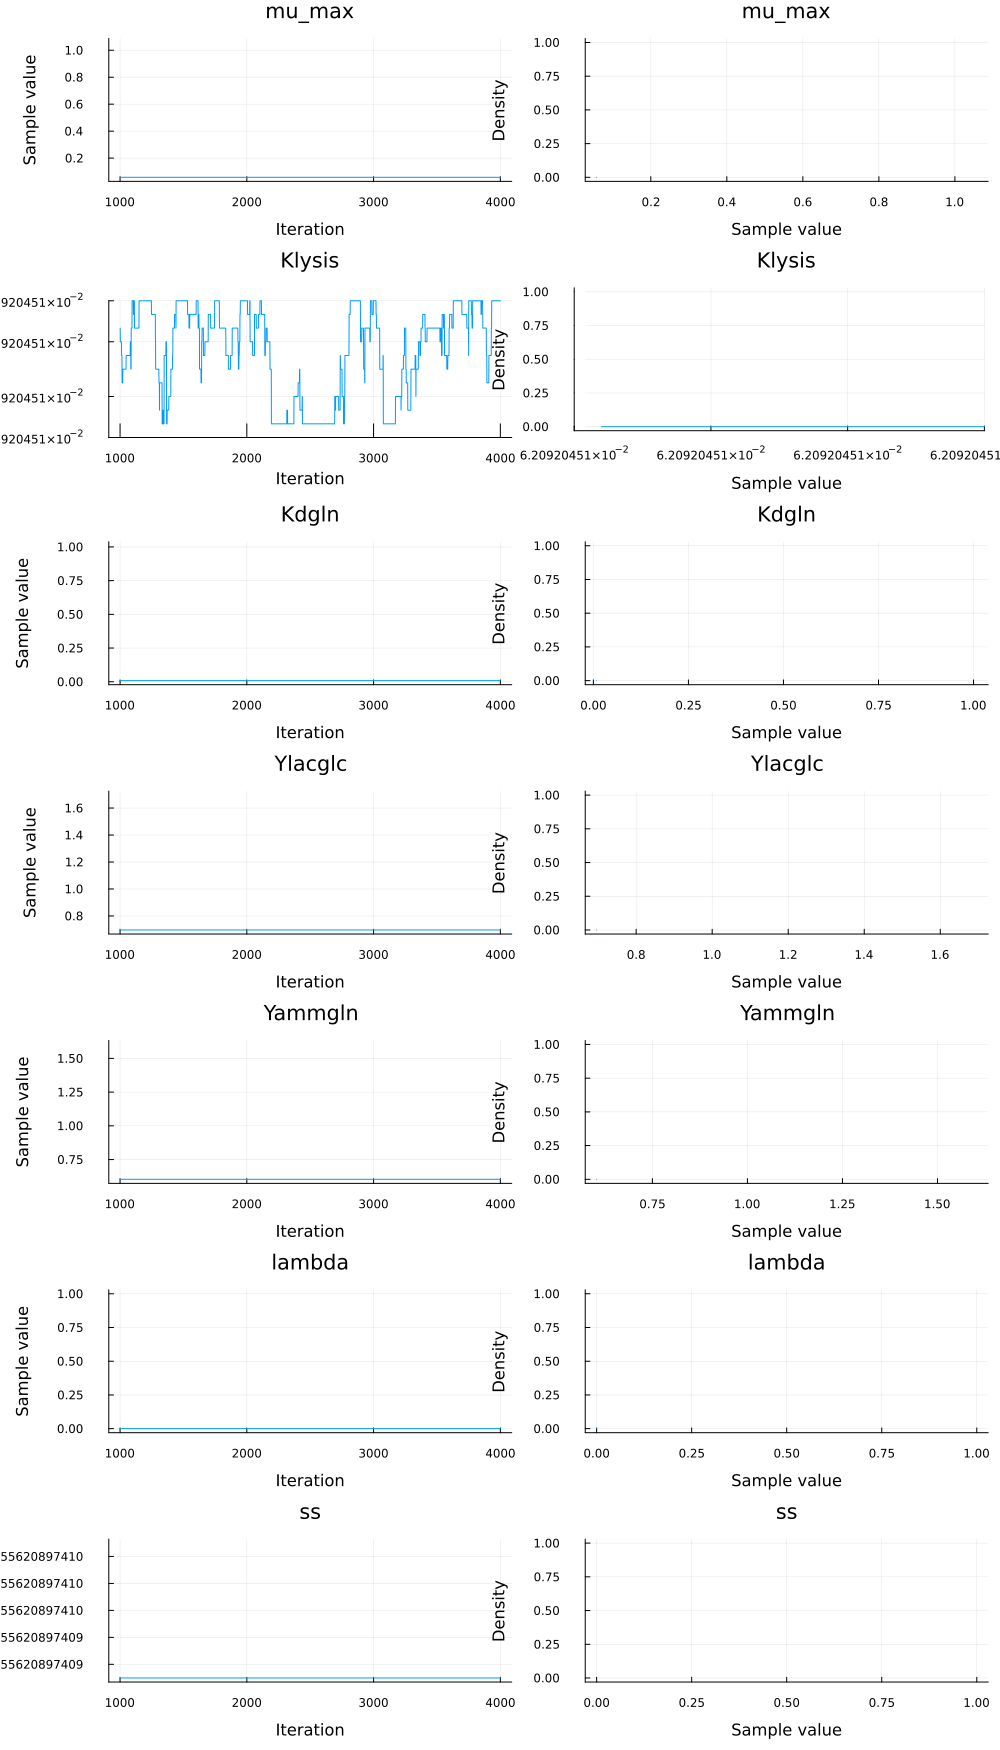 mu_max mu_max
Sample value
1.0
0.8
0.6
0.4
0.2
1000 2000 3000 4000
Iteration
Density
1.00
0.75
0.50
0.25
0.00
0.2 0.4 0.6 0.8 1.0
Sample value
Klysis Klysis
920451×10⁻²
920451×10⁻²
920451×10⁻²
920451×10⁻²
1000 2000 3000 4000
Iteration
Density
1.00
0.75
0.50
0.25
0.00
6.20920451×10⁻² 6.20920451×10⁻² 6.20920451×10⁻² 6.20920451
Sample value
Kdgln Kdgln
Sample value
1.00
0.75
0.50
0.25
0.00
1000 2000 3000 4000
Iteration
Density
1.00
0.75
0.50
0.25
0.00
0.00 0.25 0.50 0.75 1.00
Sample value
Ylacglc Ylacglc
Sample value
1.6
1.4
1.2
1.0
0.8
1000 2000 3000 4000
Iteration
Density
1.00
0.75
0.50
0.25
0.00
0.8 1.0 1.2 1.4 1.6
Sample value
Yammgln Yammgln
Sample value
1.50
1.25
1.00
0.75
1000 2000 3000 4000
Iteration
Density
1.00
0.75
0.50
0.25
0.00
0.75 1.00 1.25 1.50
Sample value
lambda lambda
Sample value
1.00
0.75
0.50
0.25
0.00
1000 2000 3000 4000
Iteration
Density
1.00
0.75
0.50
0.25
0.00
0.00 0.25 0.50 0.75 1.00
Sample value
ss ss
55620897410
55620897410
55620897410
55620897409
55620897409
1000 2000 3000 4000
Iteration
Density
1.00
0.75
0.50
0.25
0.00
0.00 0.25 0.50 0.75 1.00
Sample value